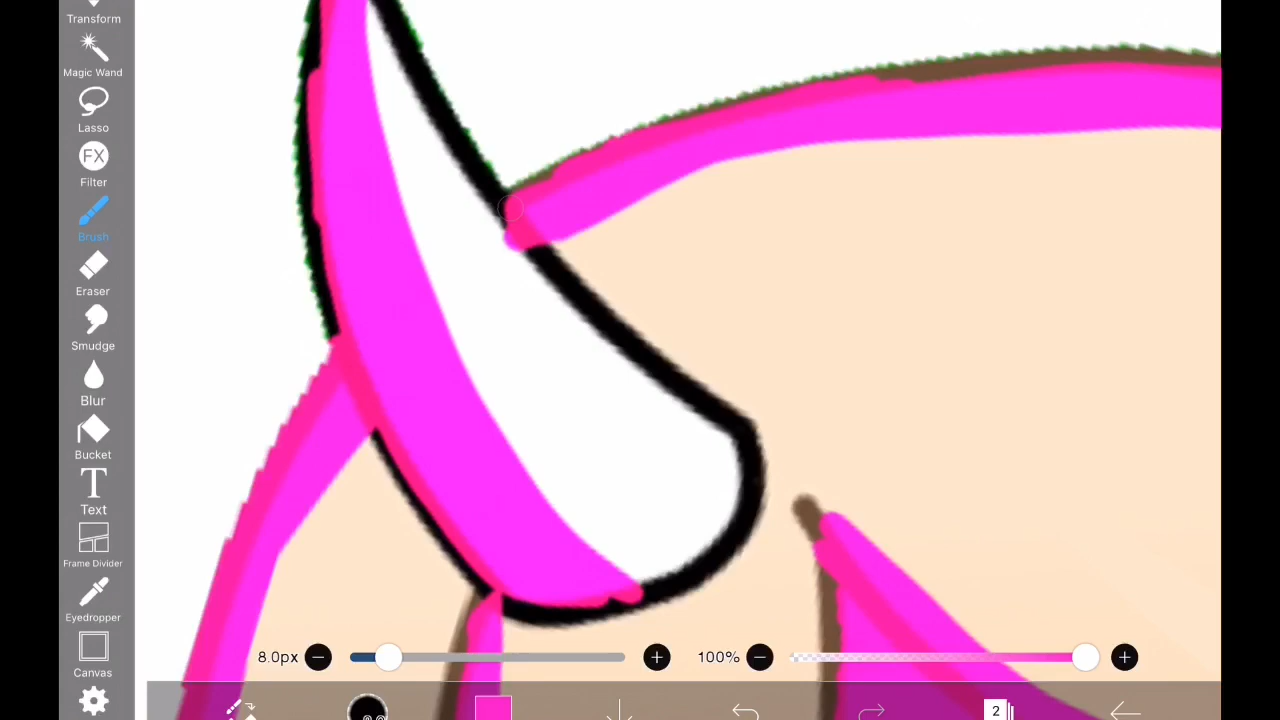 Transform
Magic Wand
Lasso
FX
Filter
Brush
Eraser
Smudge
Blur
Bucket
T
Text
Frame Divider
Eyedropper
Canvas
8.0px
100%
2